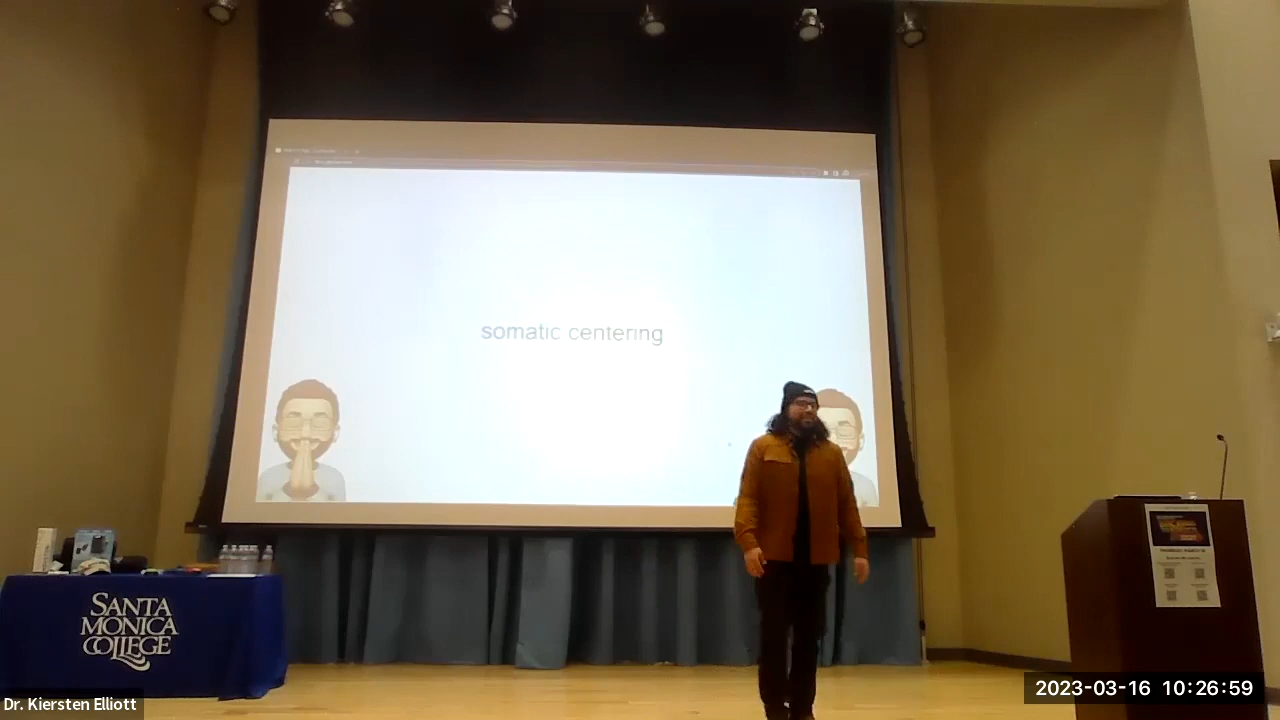 somatic centering
SANTA
MONICA
COLLEGE
Dr. Kiersten Elliott
2023-03-16 10:26:59